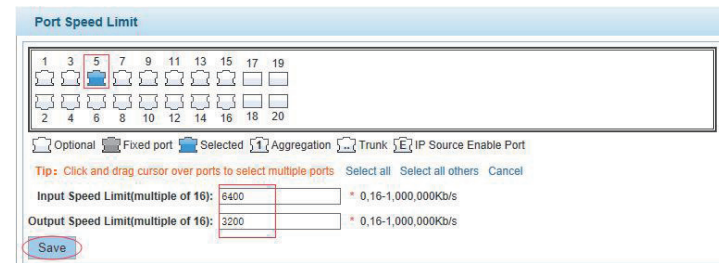 Port Speed Limit
1 3 5 7 9 11 13 15 17 19
2 4 6 8 10 12 14 16 18 20
Optional Fixed port Selected 1 Aggregation ... Trunk E IP Source Enable Port
Tip: Click and drag cursor over ports to select multiple ports Select all Select all others Cancel
Input Speed Limit(multiple of 16): 6400 * 0,16-1,000,000Kb/s
Output Speed Limit(multiple of 16): 3200 * 0,16-1,000,000Kb/s
Save